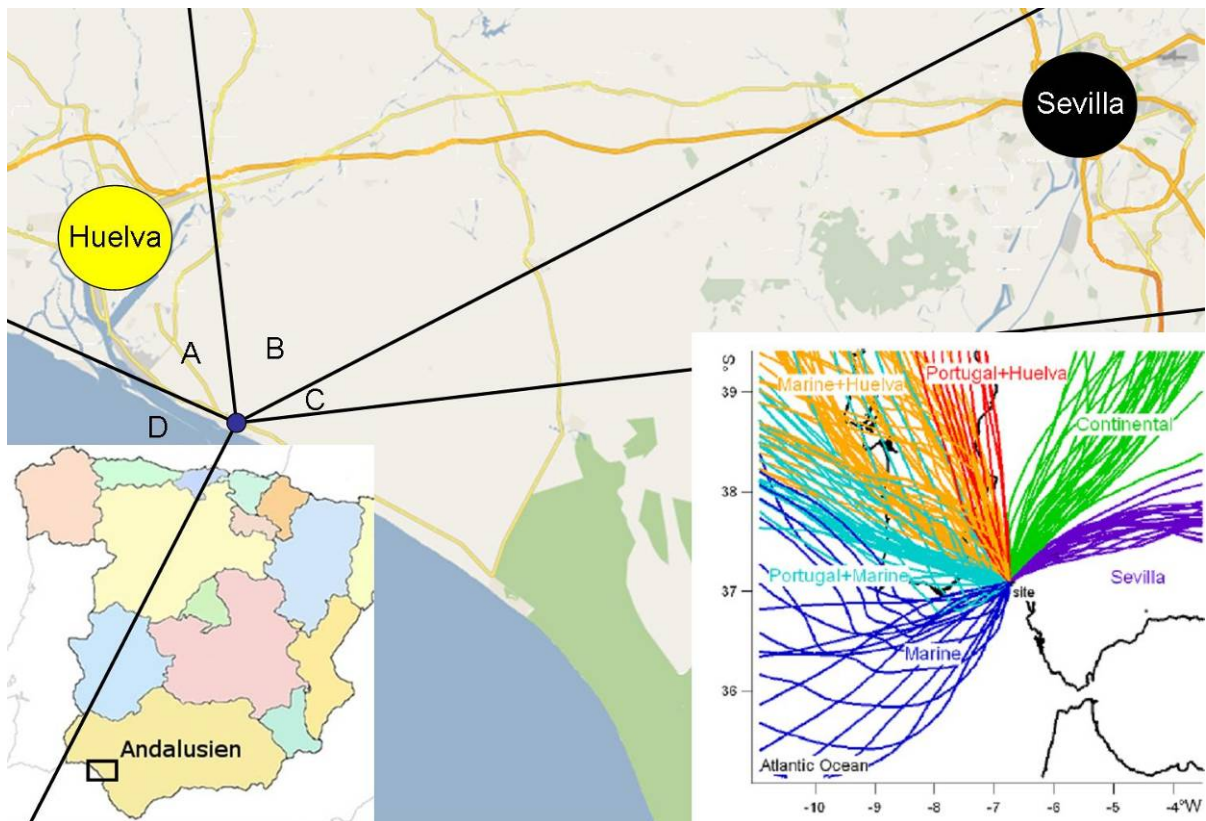 Sevilla
Huelva
A
B
C
D
Andalusien
°S
39
38
37
36
Marine+Huelva
Portugal+Huelva
Continental
Portugal+Marine
site
Sevilla
Marine
Atlantic Ocean
-10 -9 -8 -7 -6 -5 -4°W